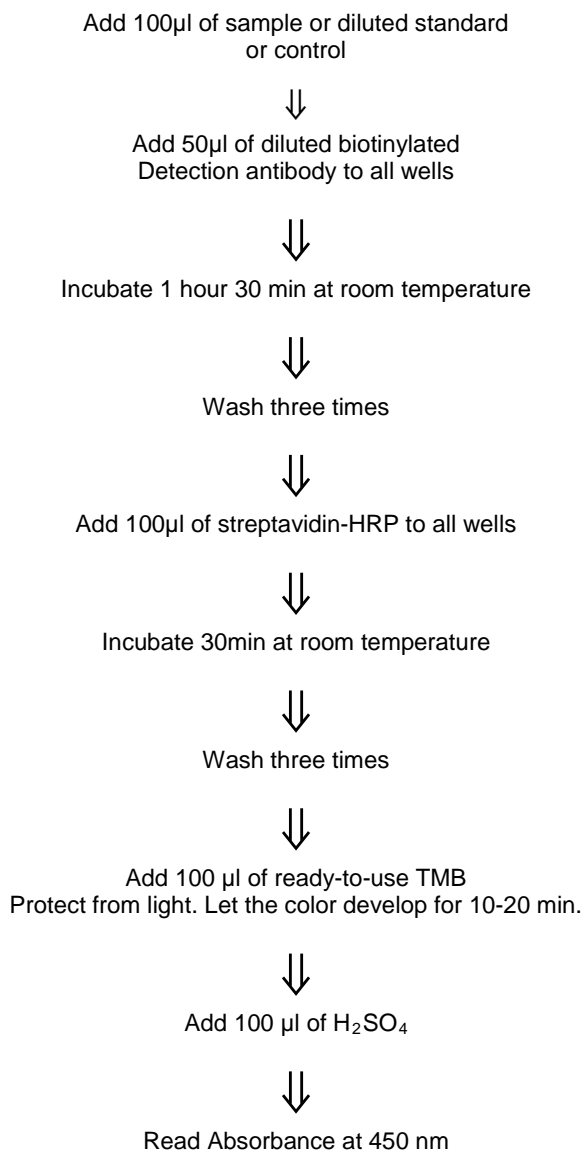 Add 100µl of sample or diluted standard
or control
⇓
Add 50µl of diluted biotinylated
Detection antibody to all wells
⇓
Incubate 1 hour 30 min at room temperature
⇓
Wash three times
⇓
Add 100µl of streptavidin-HRP to all wells
⇓
Incubate 30min at room temperature
⇓
Wash three times
⇓
Add 100 µl of ready-to-use TMB
Protect from light. Let the color develop for 10-20 min.
⇓
Add 100 µl of H₂SO₄
⇓
Read Absorbance at 450 nm